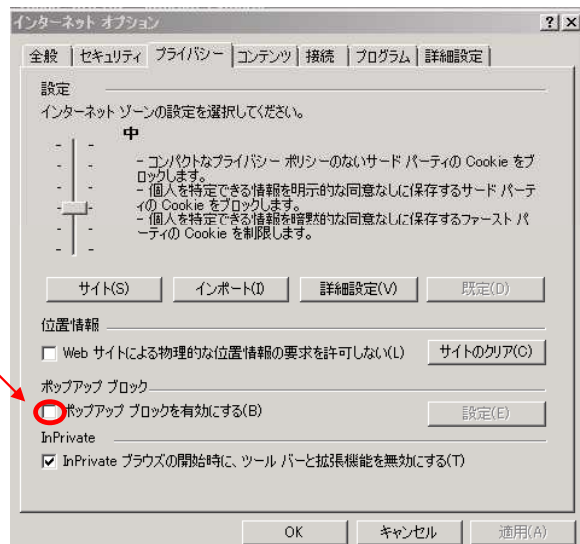 インターネット オプション
全般 セキュリティ プライバシー コンテンツ 接続 プログラム 詳細設定
設定
インターネット ゾーンの設定を選択してください。
中
- コンパクトなプライバシー ポリシーのないサード パーティの Cookie をブ
ロックします。
- 個人を特定できる情報を明示的な同意なしに保存するサード パーテ
ィの Cookie をブロックします。
- 個人を特定できる情報を暗黙的な同意なしに保存するファースト パ
ーティの Cookie を制限します。
サイト(S) インポート(I) 詳細設定(V) 既定(D)
位置情報
Web サイトによる物理的な位置情報の要求を許可しない(L) サイトのクリア(C)
ポップアップ ブロック
ポップアップ ブロックを有効にする(B) 設定(E)
InPrivate
InPrivate ブラウズの開始時に、ツール バーと拡張機能を無効にする(T)
OK キャンセル 適用(A)